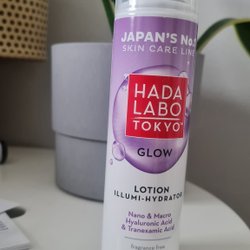 JAPAN'S No.1
SKIN CARE LINE
HADA
LABO
TOKYO
GLOW
LOTION
ILLUMI-HYDRATOR
Nano & Macro
Hyaluronic Acid
& Tranexamic Acid
fragrance free